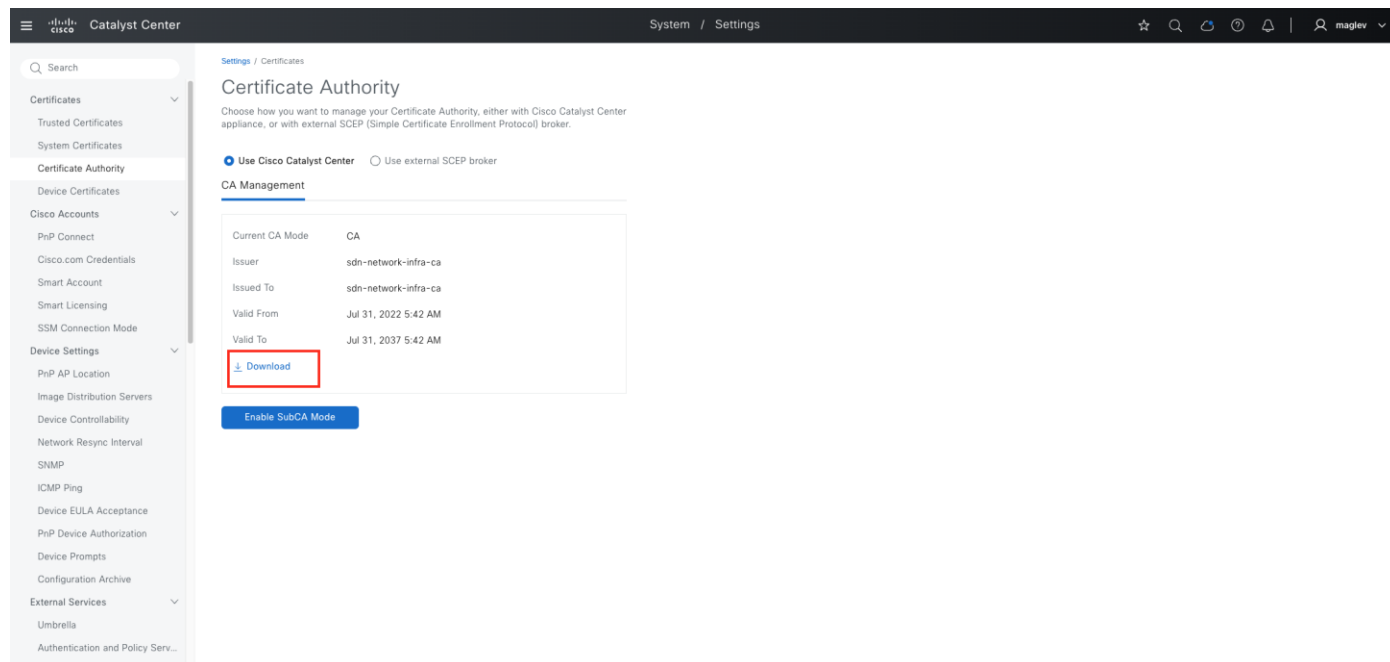 cisco
Catalyst Center
System / Settings
maglev
Search
Certificates
Trusted Certificates
System Certificates
Certificate Authority
Device Certificates
Cisco Accounts
PnP Connect
Cisco.com Credentials
Smart Account
Smart Licensing
SSM Connection Mode
Device Settings
PnP AP Location
Image Distribution Servers
Device Controllability
Network Resync Interval
SNMP
ICMP Ping
Device EULA Acceptance
PnP Device Authorization
Device Prompts
Configuration Archive
External Services
Umbrella
Authentication and Policy Serv...
Settings / Certificates
Certificate Authority
Choose how you want to manage your Certificate Authority, either with Cisco Catalyst Center
appliance, or with external SCEP (Simple Certificate Enrollment Protocol) broker.
Use Cisco Catalyst Center Use external SCEP broker
CA Management
Current CA Mode CA
Issuer sdn-network-infra-ca
Issued To sdn-network-infra-ca
Valid From Jul 31, 2022 5:42 AM
Valid To Jul 31, 2037 5:42 AM
Download
Enable SubCA Mode